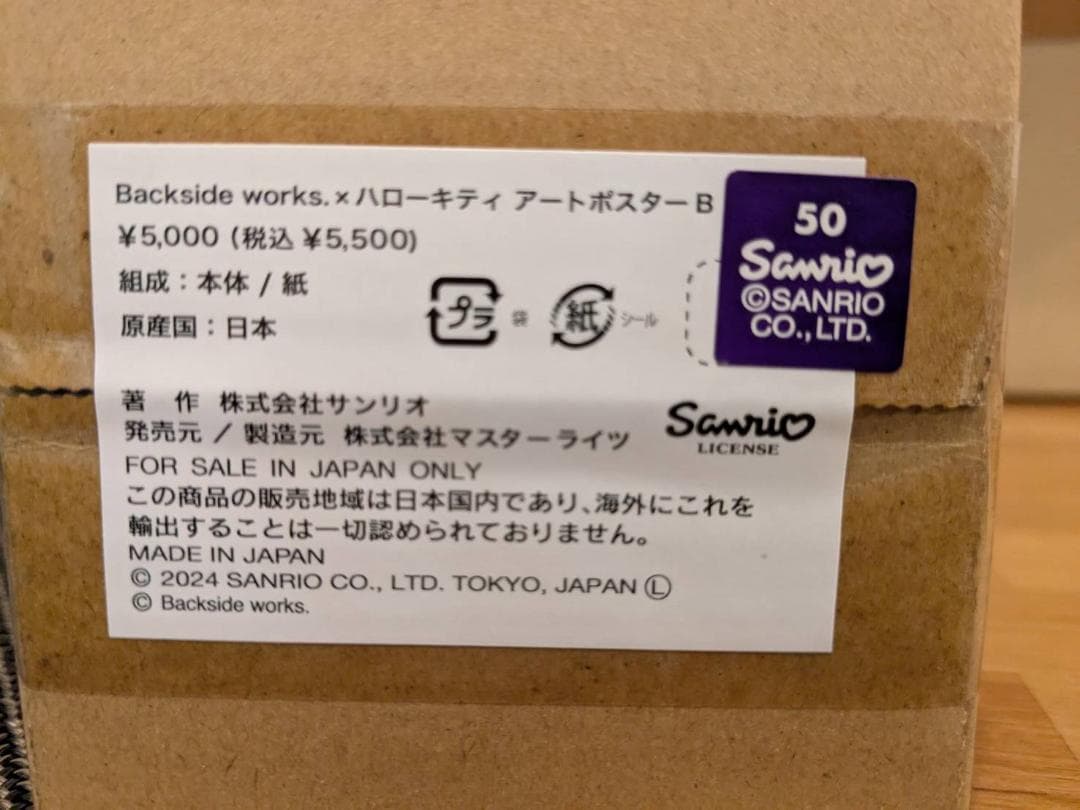 Backside works.×ハローキティ アートポスターB
¥5,000 (税込 ¥5,500)
組成：本体 / 紙
原産国：日本
プラ 袋 紙 シール
50
Sanrio
©SANRIO
CO.,LTD.
著 作 株式会社サンリオ
発売元 / 製造元 株式会社マスターライツ
Sanrio
LICENSE
FOR SALE IN JAPAN ONLY
この商品の販売地域は日本国内であり、海外にこれを
輸出することは一切認められておりません。
MADE IN JAPAN
© 2024 SANRIO CO., LTD. TOKYO, JAPAN Ⓛ
© Backside works.